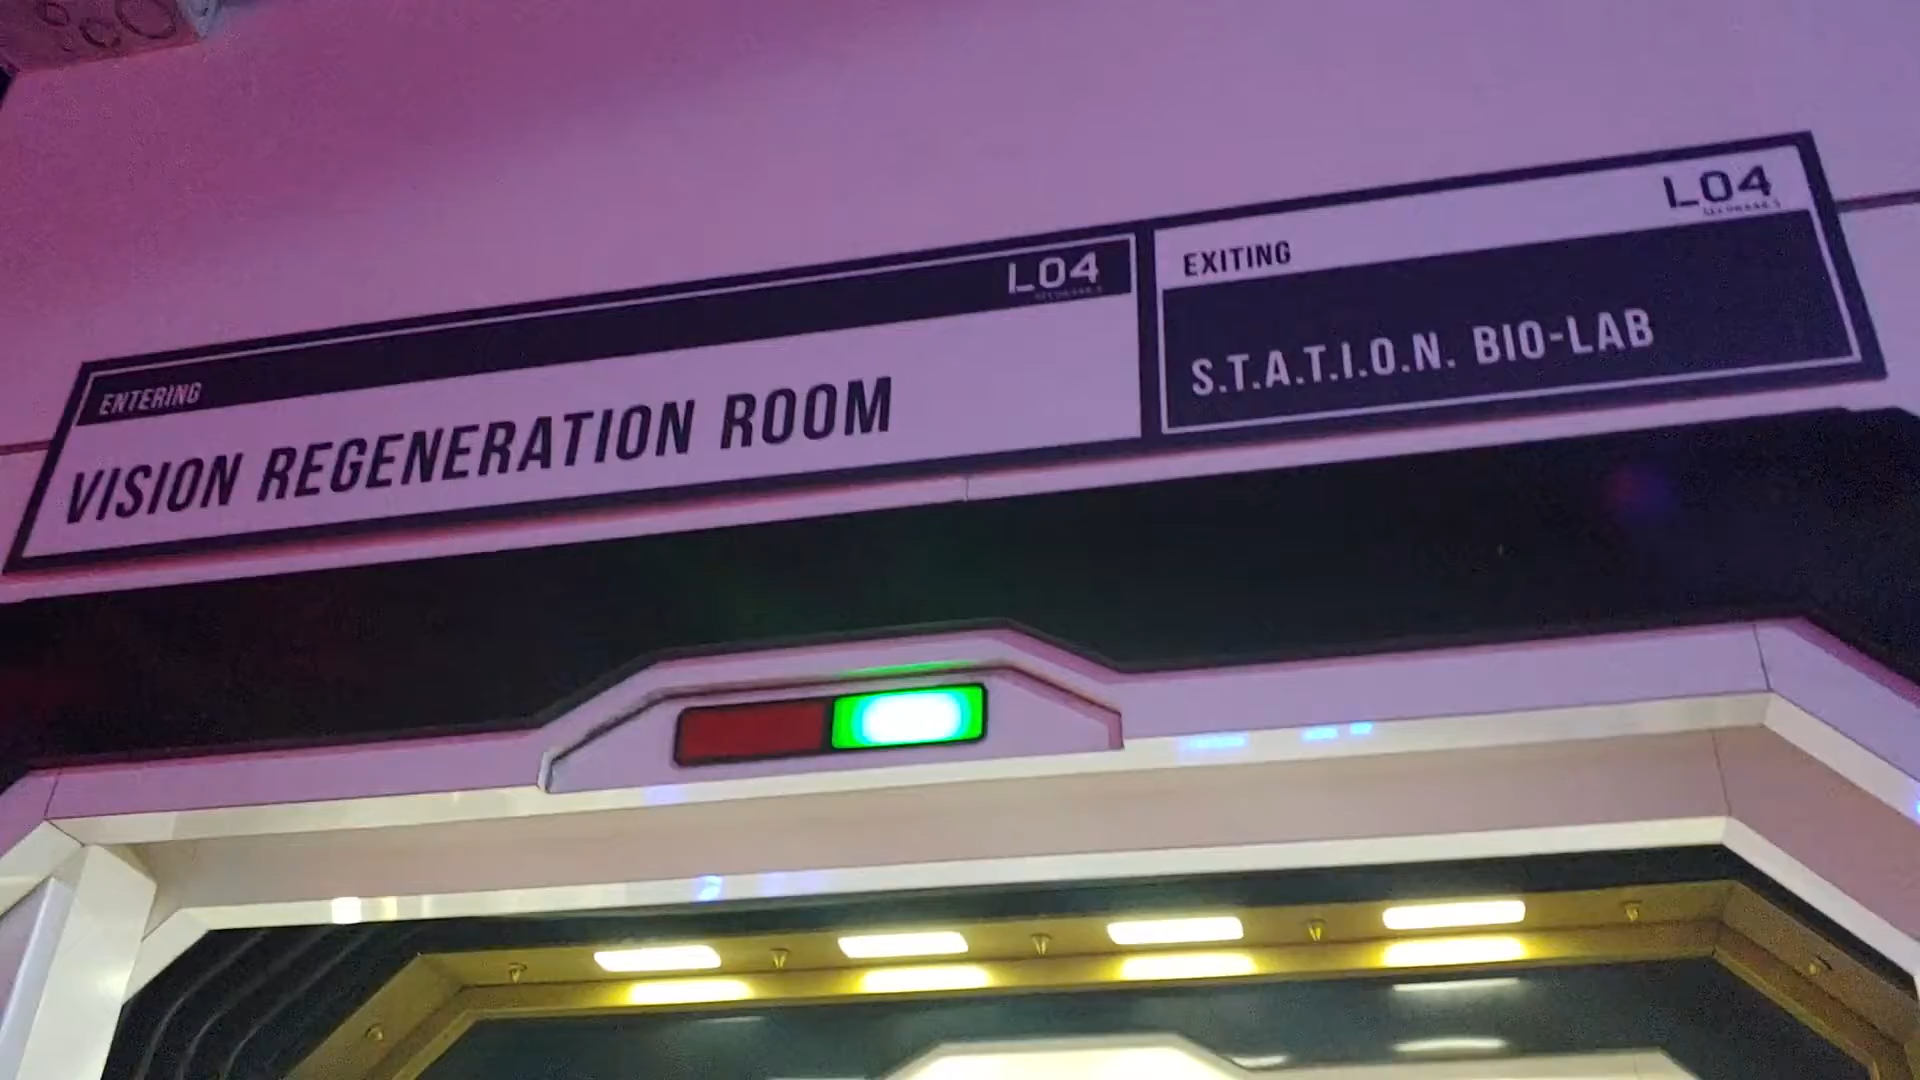 ENTERING
L04
VISION REGENERATION ROOM
EXITING
L04
S.T.A.T.I.O.N. BIO-LAB